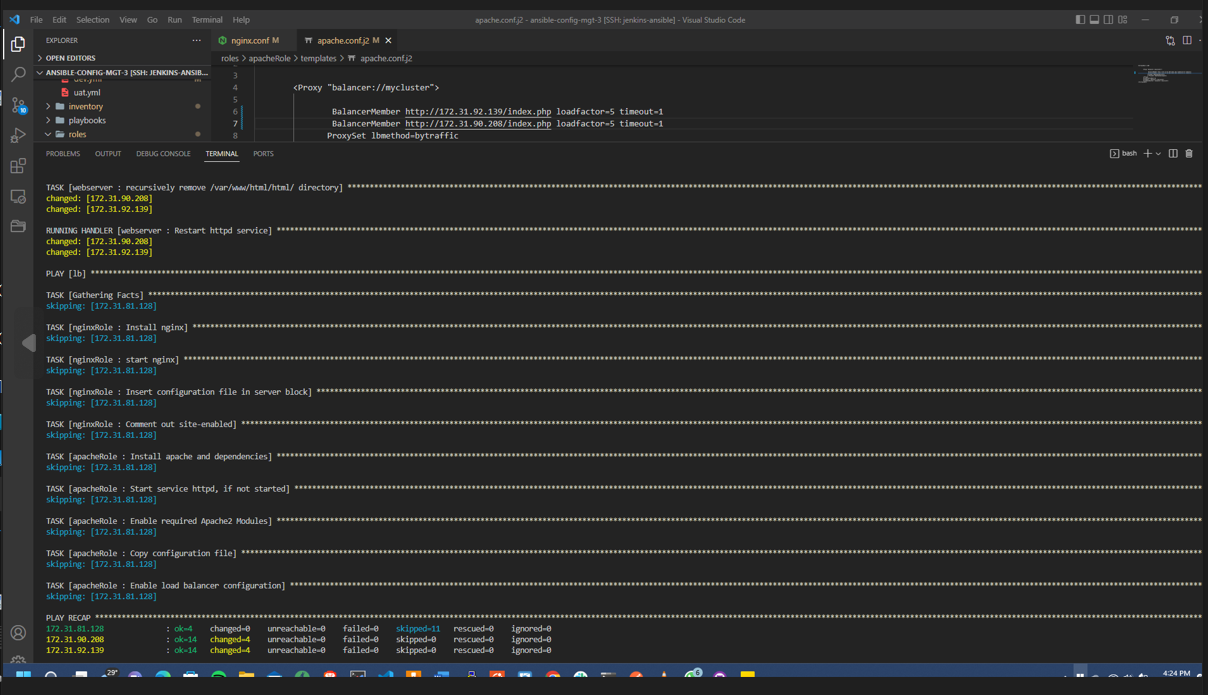 File Edit Selection View Go Run Terminal Help
apache.conf.j2 - ansible-config-mgt-3 [SSH: jenkins-ansible] - Visual Studio Code
EXPLORER ···
nginx.conf M
apache.conf.j2 M
OPEN EDITORS
roles > apacheRole > templates > apache.conf.j2
ANSIBLE-CONFIG-MGT-3 [SSH: JENKINS-ANSIB...
dev.yml M
uat.yml
inventory
playbooks
roles
10
3
4 <Proxy "balancer://mycluster">
5
6 BalancerMember http://172.31.92.139/index.php loadfactor=5 timeout=1
7 BalancerMember http://172.31.90.208/index.php loadfactor=5 timeout=1
8 ProxySet lbmethod=bytraffic
PROBLEMS OUTPUT DEBUG CONSOLE TERMINAL PORTS
bash
TASK [webserver : recursively remove /var/www/html/html/ directory]
changed: [172.31.90.208]
changed: [172.31.92.139]
RUNNING HANDLER [webserver : Restart httpd service]
changed: [172.31.90.208]
changed: [172.31.92.139]
PLAY [lb]
TASK [Gathering Facts]
skipping: [172.31.81.128]
TASK [nginxRole : Install nginx]
skipping: [172.31.81.128]
TASK [nginxRole : start nginx]
skipping: [172.31.81.128]
TASK [nginxRole : Insert configuration file in server block]
skipping: [172.31.81.128]
TASK [nginxRole : Comment out site-enabled]
skipping: [172.31.81.128]
TASK [apacheRole : Install apache and dependencies]
skipping: [172.31.81.128]
TASK [apacheRole : Start service httpd, if not started]
skipping: [172.31.81.128]
TASK [apacheRole : Enable required Apache2 Modules]
skipping: [172.31.81.128]
TASK [apacheRole : Copy configuration file]
skipping: [172.31.81.128]
TASK [apacheRole : Enable load balancer configuration]
skipping: [172.31.81.128]
PLAY RECAP
172.31.81.128 : ok=4 changed=0 unreachable=0 failed=0 skipped=11 rescued=0 ignored=0
172.31.90.208 : ok=14 changed=4 unreachable=0 failed=0 skipped=0 rescued=0 ignored=0
172.31.92.139 : ok=14 changed=4 unreachable=0 failed=0 skipped=0 rescued=0 ignored=0
29°
6
4:24 PM